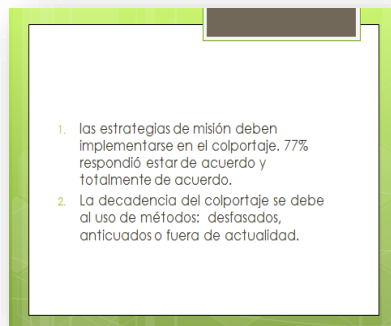 1. las estrategias de misión deben
implementarse en el colportaje. 77%
respondió estar de acuerdo y
totalmente de acuerdo.
2. La decadencia del colportaje se debe
al uso de métodos: desfasados,
anticuados o fuera de actualidad.